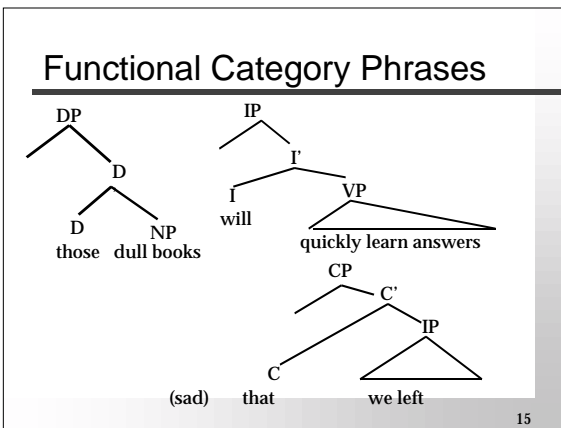 Functional Category Phrases
DP
D
D
NP
those dull books
IP
I'
I
will
VP
quickly learn answers
CP
C'
IP
C
(sad) that we left
15